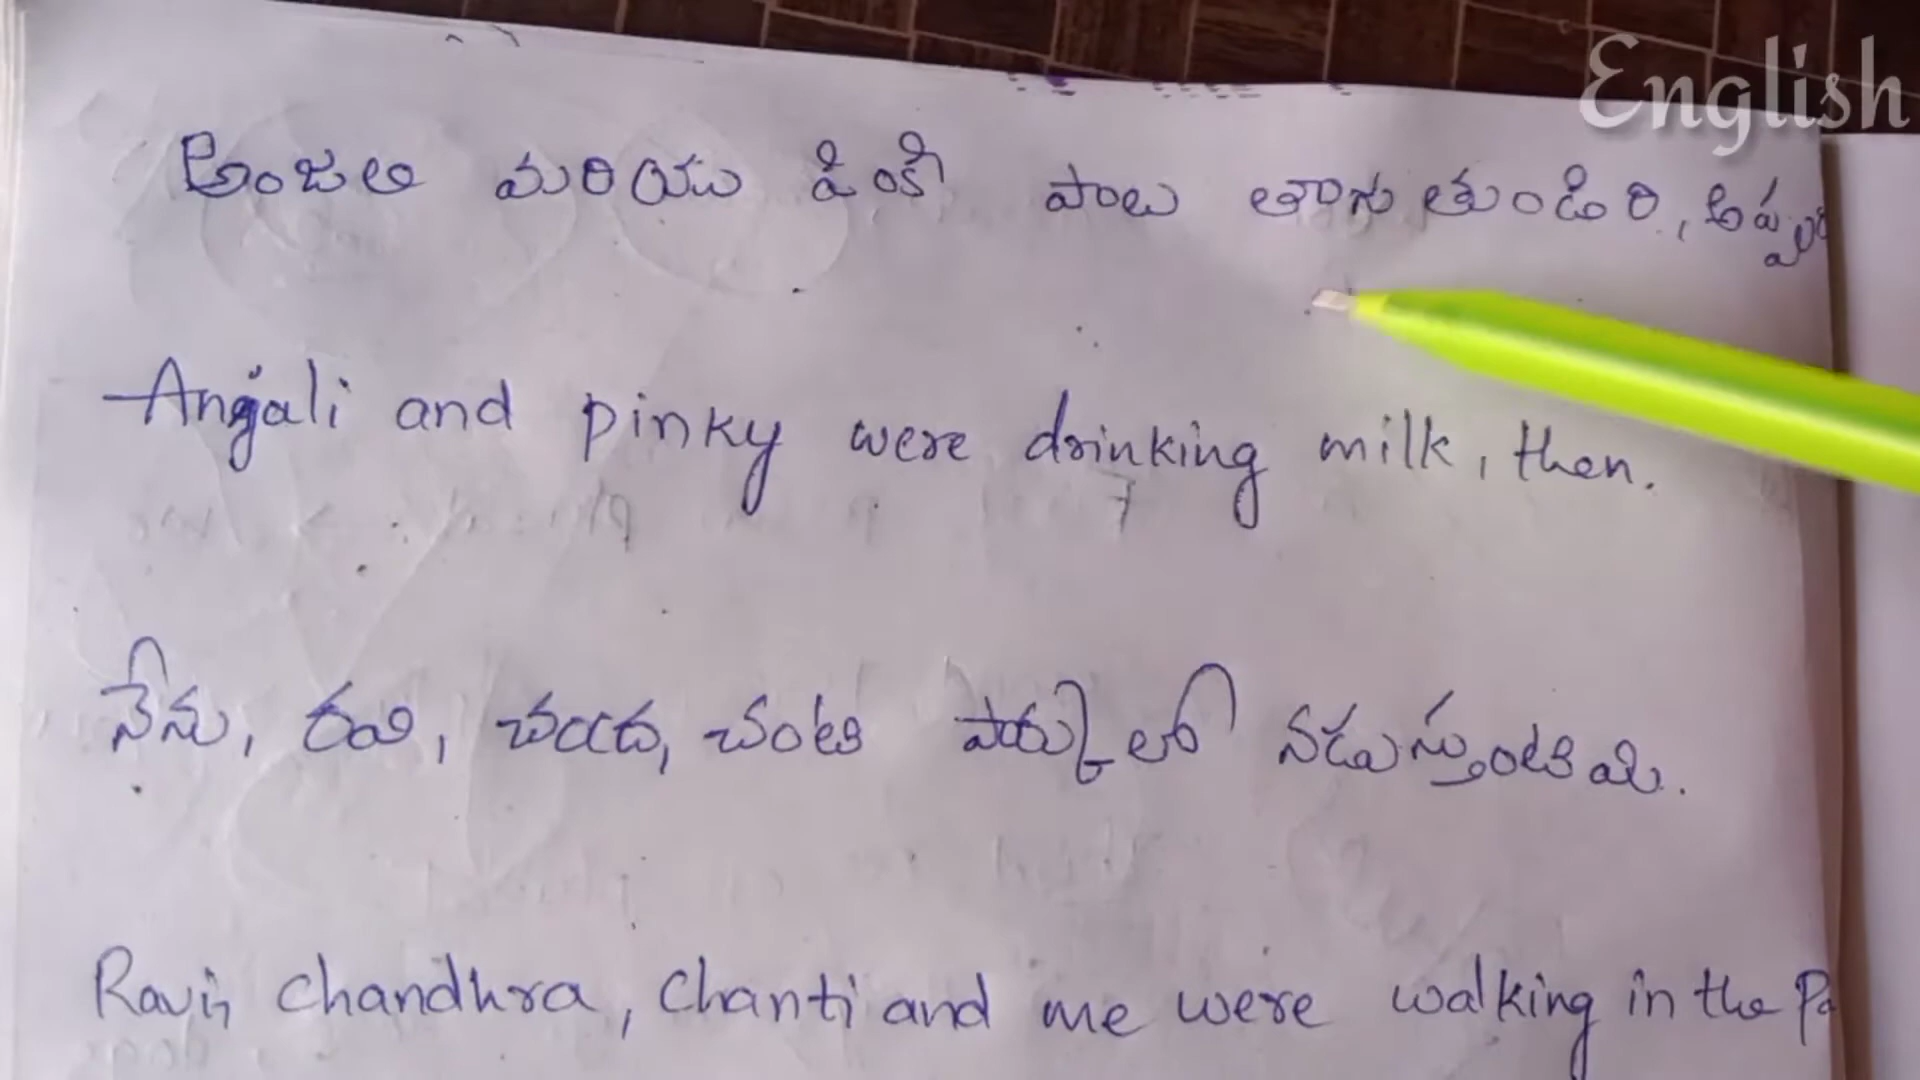 English
అంజలి మరియు పింకీ పాలు తాగుతుండిరి,
Angali and pinky were drinking milk, then.
నేను, రవి, చంద్ర, చంటి పార్కులో నడుస్తుంటిమి.
Ravi, chandhra, chanti and me were walking in the